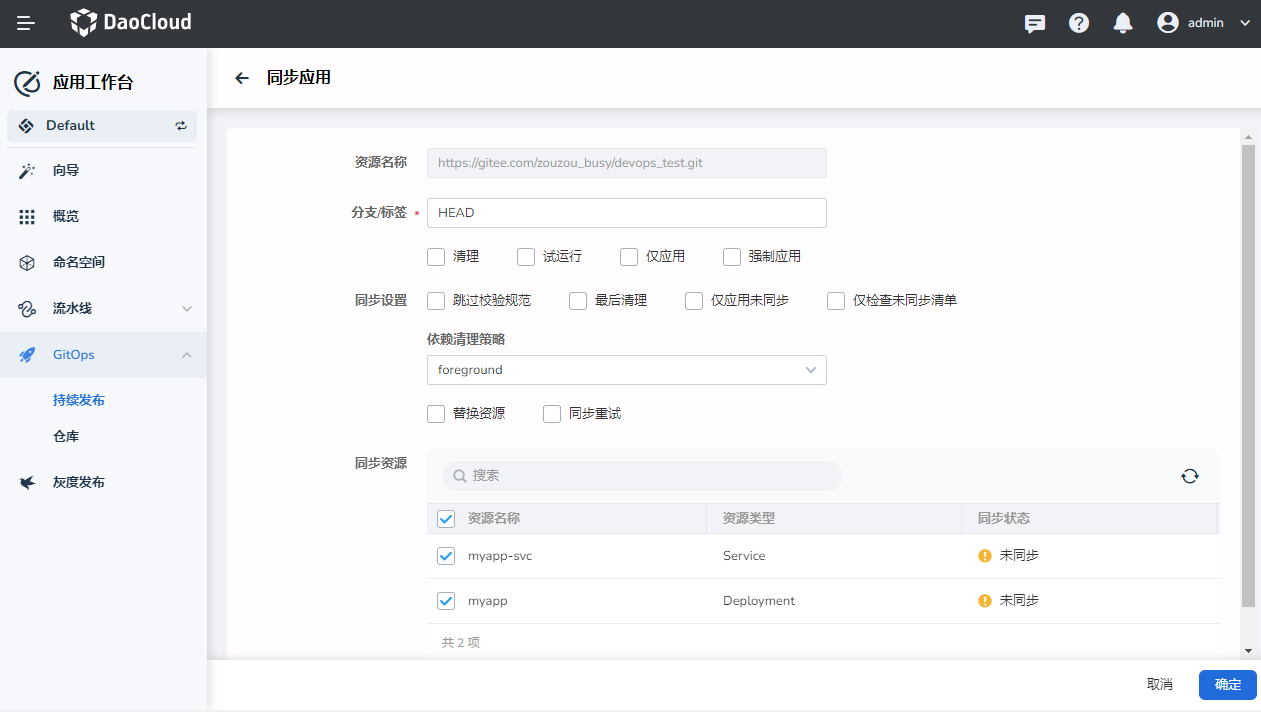 DaoCloud
admin
应用工作台
Default
向导
概览
命名空间
流水线
GitOps
持续发布
仓库
灰度发布
同步应用
资源名称 https://gitee.com/zouzou_busy/devops_test.git
分支/标签 * HEAD
清理 试运行 仅应用 强制应用
同步设置 跳过校验规范 最后清理 仅应用未同步 仅检查未同步清单
依赖清理策略
foreground
替换资源 同步重试
同步资源 搜索
资源名称 资源类型 同步状态
myapp-svc Service 未同步
myapp Deployment 未同步
共 2 项
取消 确定